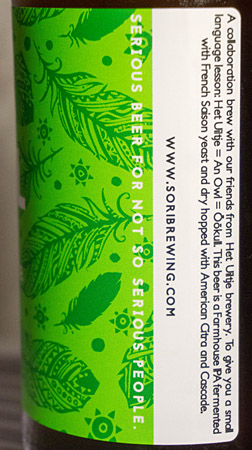 A collaboration brew with our friends from Het Uiltje brewery. To give you a small
language lesson: Het Uiltje = An Owl = Öökull. This beer is a Farmhouse IPA fermented
with French Saison yeast and dry hopped with American Citra and Cascade.
WWW.SORIBREWING.COM
SERIOUS BEER FOR NOT SO SERIOUS PEOPLE.